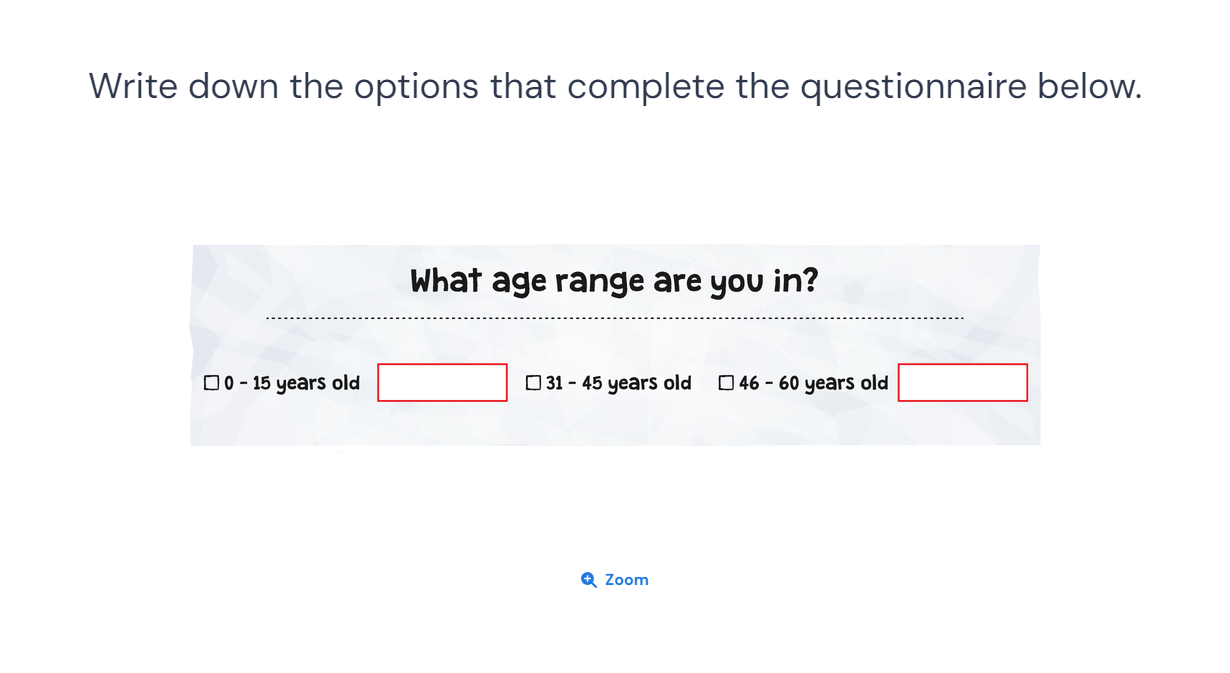 Write down the options that complete the questionnaire below.
What age range are you in?
0 - 15 years old 31 - 45 years old 46 - 60 years old
Zoom